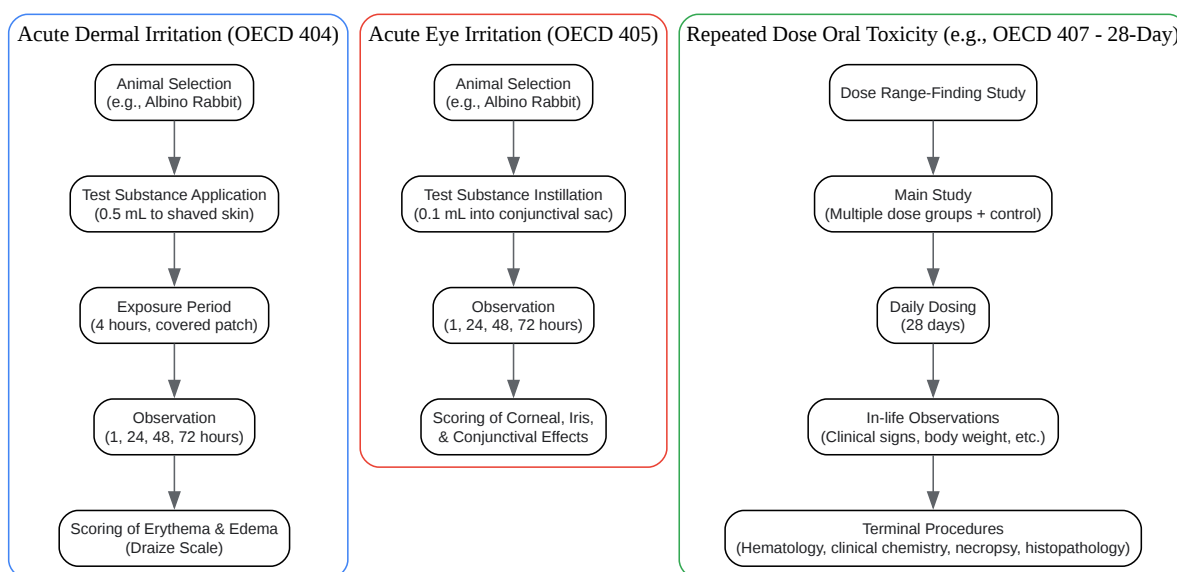 Acute Dermal Irritation (OECD 404)
Animal Selection
(e.g., Albino Rabbit)
Test Substance Application
(0.5 mL to shaved skin)
Exposure Period
(4 hours, covered patch)
Observation
(1, 24, 48, 72 hours)
Scoring of Erythema & Edema
(Draize Scale)
Acute Eye Irritation (OECD 405)
Animal Selection
(e.g., Albino Rabbit)
Test Substance Instillation
(0.1 mL into conjunctival sac)
Observation
(1, 24, 48, 72 hours)
Scoring of Corneal, Iris,
& Conjunctival Effects
Repeated Dose Oral Toxicity (e.g., OECD 407 - 28-Day)
Dose Range-Finding Study
Main Study
(Multiple dose groups + control)
Daily Dosing
(28 days)
In-life Observations
(Clinical signs, body weight, etc.)
Terminal Procedures
(Hematology, clinical chemistry, necropsy, histopathology)